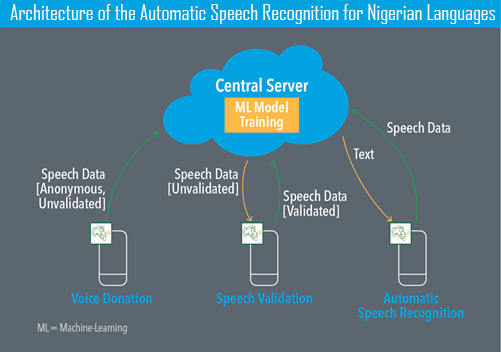 Architecture of the Automatic Speech Recognition for Nigerian Languages
Central Server
ML Model
Training
Speech Data
[Anonymous,
Unvalidated]
Speech Data
[Unvalidated]
Speech Data
[Validated]
Text
Speech Data
Voice Donation
Speech Validation
Automatic
Speech Recognition
ML = Machine-Learning